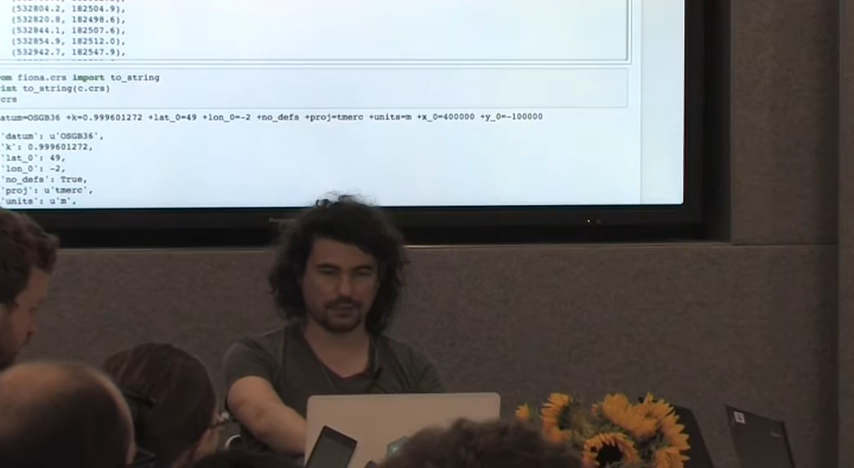 (532804.2, 182504.9),
(532820.8, 182498.6),
(532844.1, 182507.6),
(532854.9, 182512.0),
(532942.7, 182547.9),
om fiona.crs import to_string
int to_string(c.crs)
crs
atum=OSGB36 +k=0.999601272 +lat_0=49 +lon_0=-2 +no_defs +proj=tmerc +units=m +x_0=400000 +y_0=-100000
'datum': u'OSGB36',
'k': 0.999601272,
'lat_0': 49,
'lon_0': -2,
'no_defs': True,
'proj': u'tmerc',
'units': u'm',